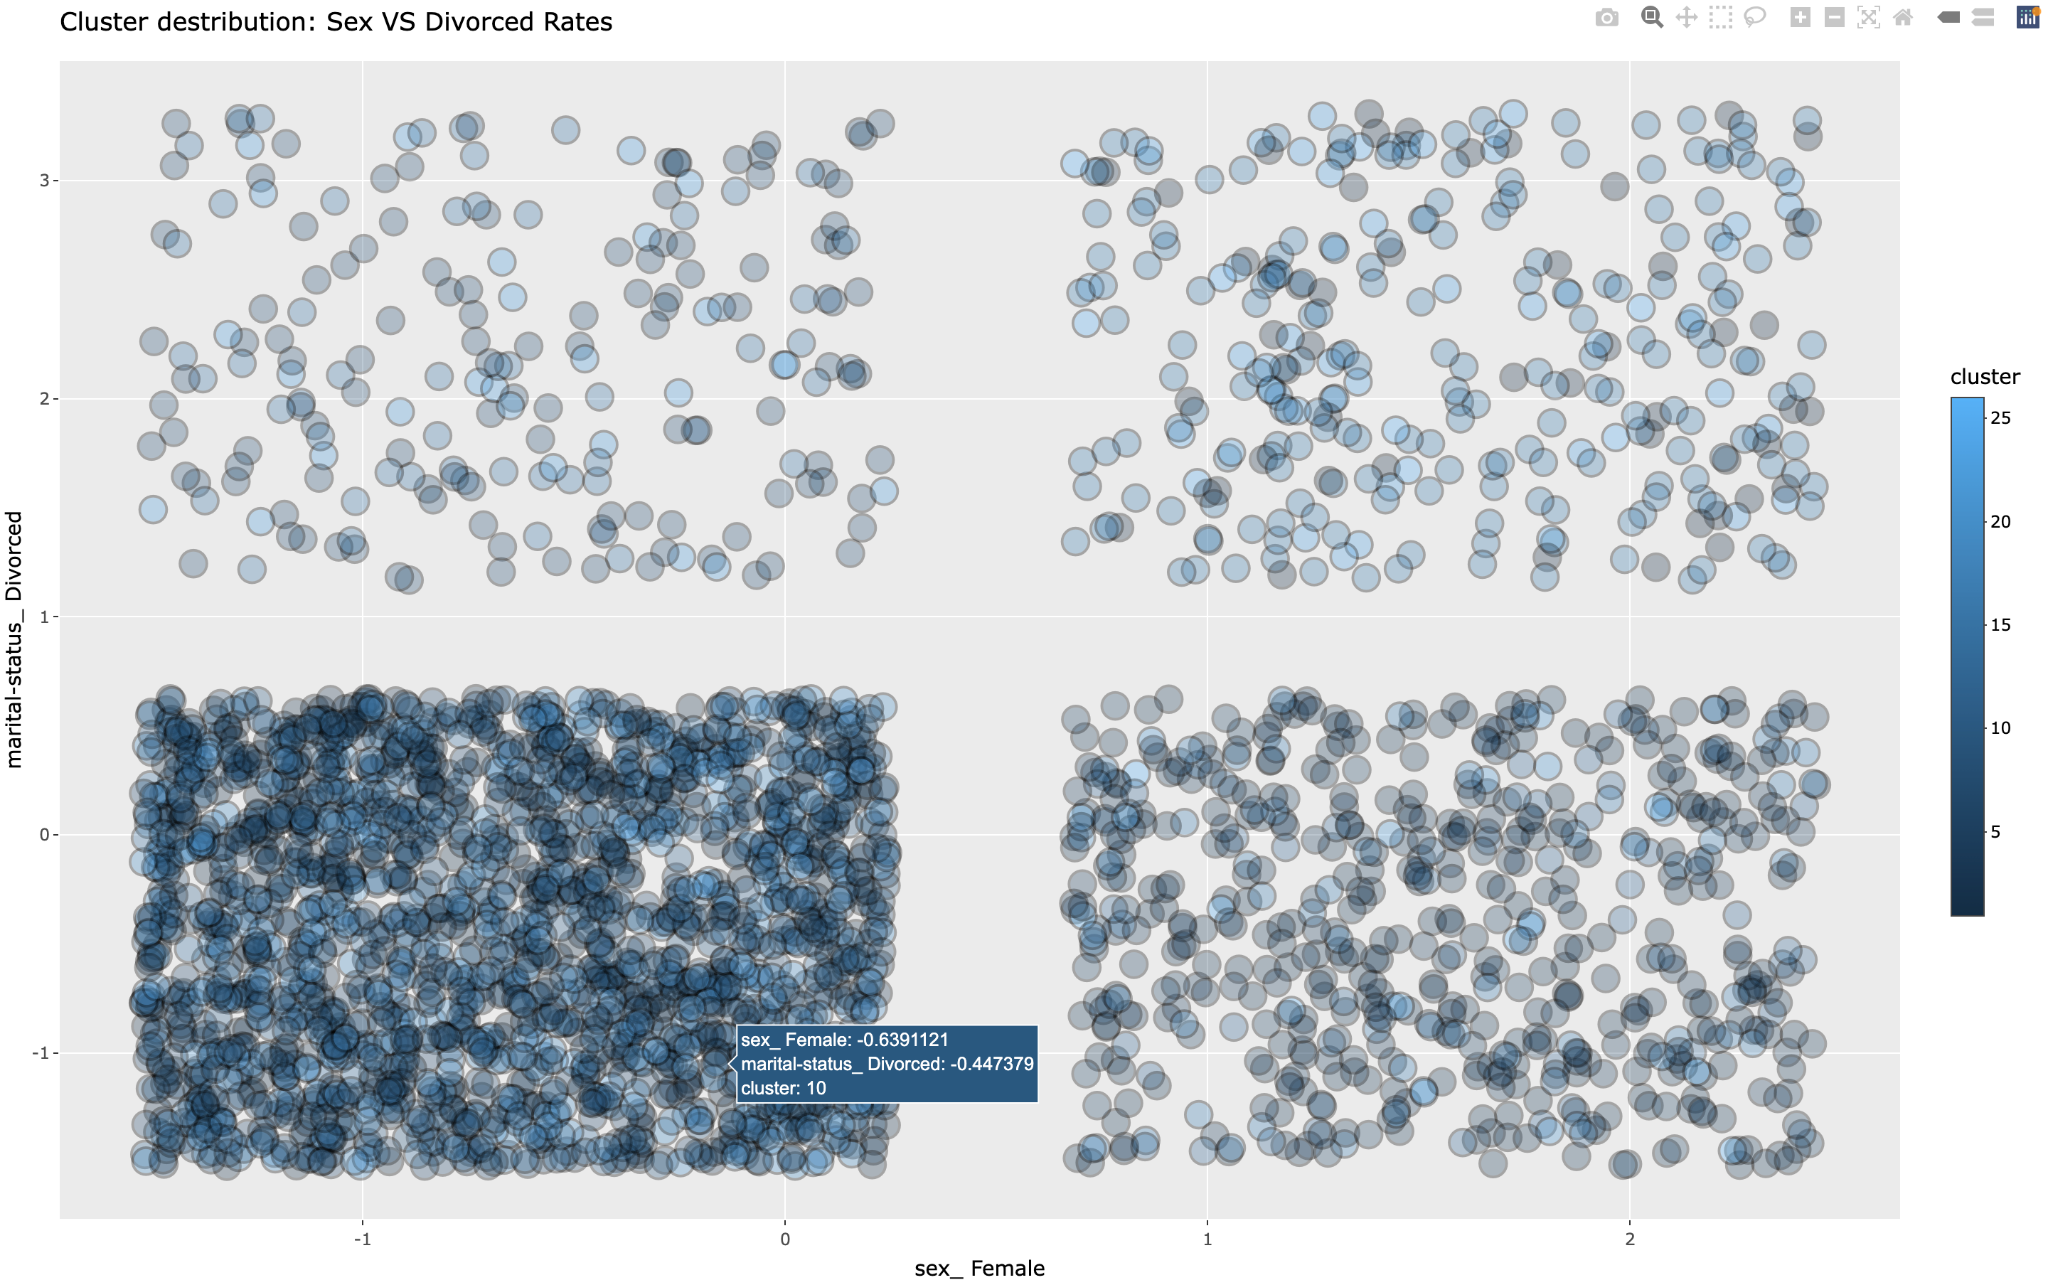 Cluster destribution: Sex VS Divorced Rates
3
2
1
0
-1
marital-status_ Divorced
-1
0
1
2
sex_ Female
sex_ Female: -0.6391121
marital-status_ Divorced: -0.447379
cluster: 10
cluster
25
20
15
10
5